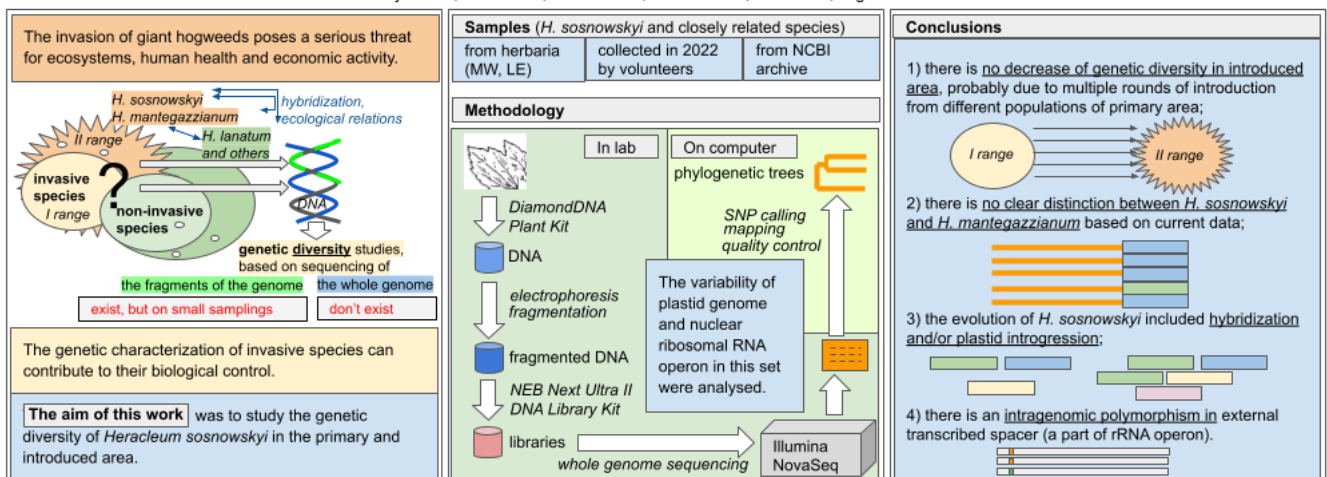 The invasion of giant hogweeds poses a serious threat
for ecosystems, human health and economic activity.
H. sosnowskyi
H. mantegazzianum
hybridization,
ecological relations
II range
H. lanatum
and others
?
invasive
species
I range
non-invasive
species
DNA
genetic diversity studies,
based on sequencing of
the fragments of the genome
the whole genome
exist, but on small samplings
don't exist
The genetic characterization of invasive species can
contribute to their biological control.
The aim of this work was to study the genetic
diversity of Heracleum sosnowskyi in the primary and
introduced area.
Samples (H. sosnowskyi and closely related species)
from herbaria
(MW, LE)
collected in 2022
by volunteers
from NCBI
archive
Methodology
In lab
On computer
phylogenetic trees
DiamondDNA
Plant Kit
SNP calling
mapping
quality control
DNA
electrophoresis
fragmentation
The variability of
plastid genome
and nuclear
ribosomal RNA
operon in this set
were analysed.
fragmented DNA
NEB Next Ultra II
DNA Library Kit
libraries
whole genome sequencing
Illumina
NovaSeq
Conclusions
1) there is no decrease of genetic diversity in introduced
area, probably due to multiple rounds of introduction
from different populations of primary area;
I range
II range
2) there is no clear distinction between H. sosnowskyi
and H. mantegazzianum based on current data;
3) the evolution of H. sosnowskyi included hybridization
and/or plastid introgression;
4) there is an intragenomic polymorphism in external
transcribed spacer (a part of rRNA operon).